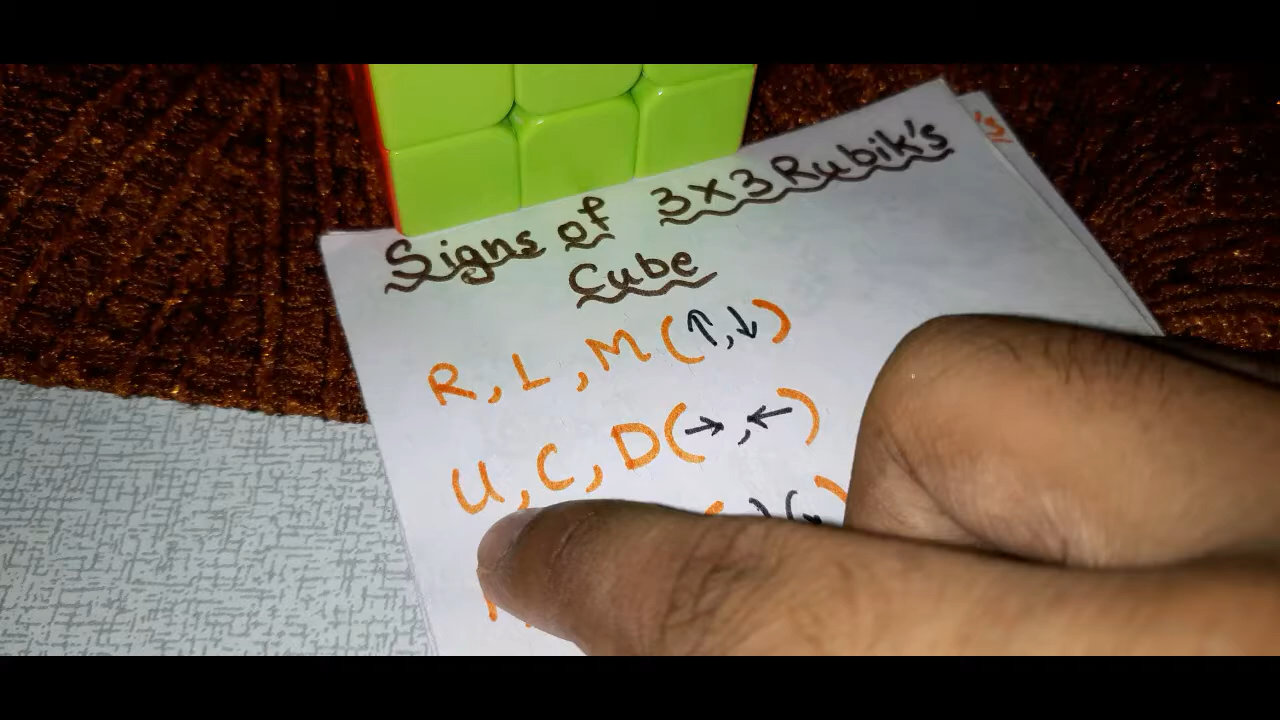 Signs of 3x3 Rubik's
Cube
R, L, M (↑,↓)
U, C, D (→,←)